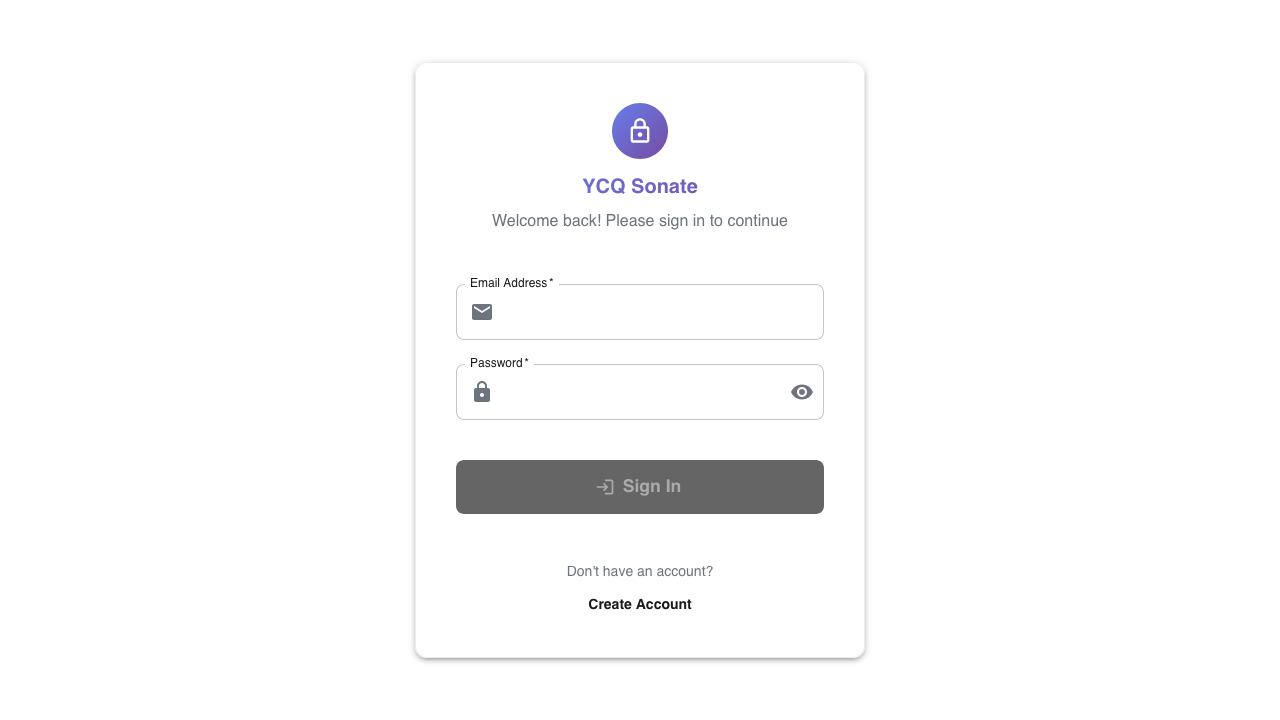 YCQ Sonate
Welcome back! Please sign in to continue
Email Address *
Password *
Sign In
Don't have an account?
Create Account